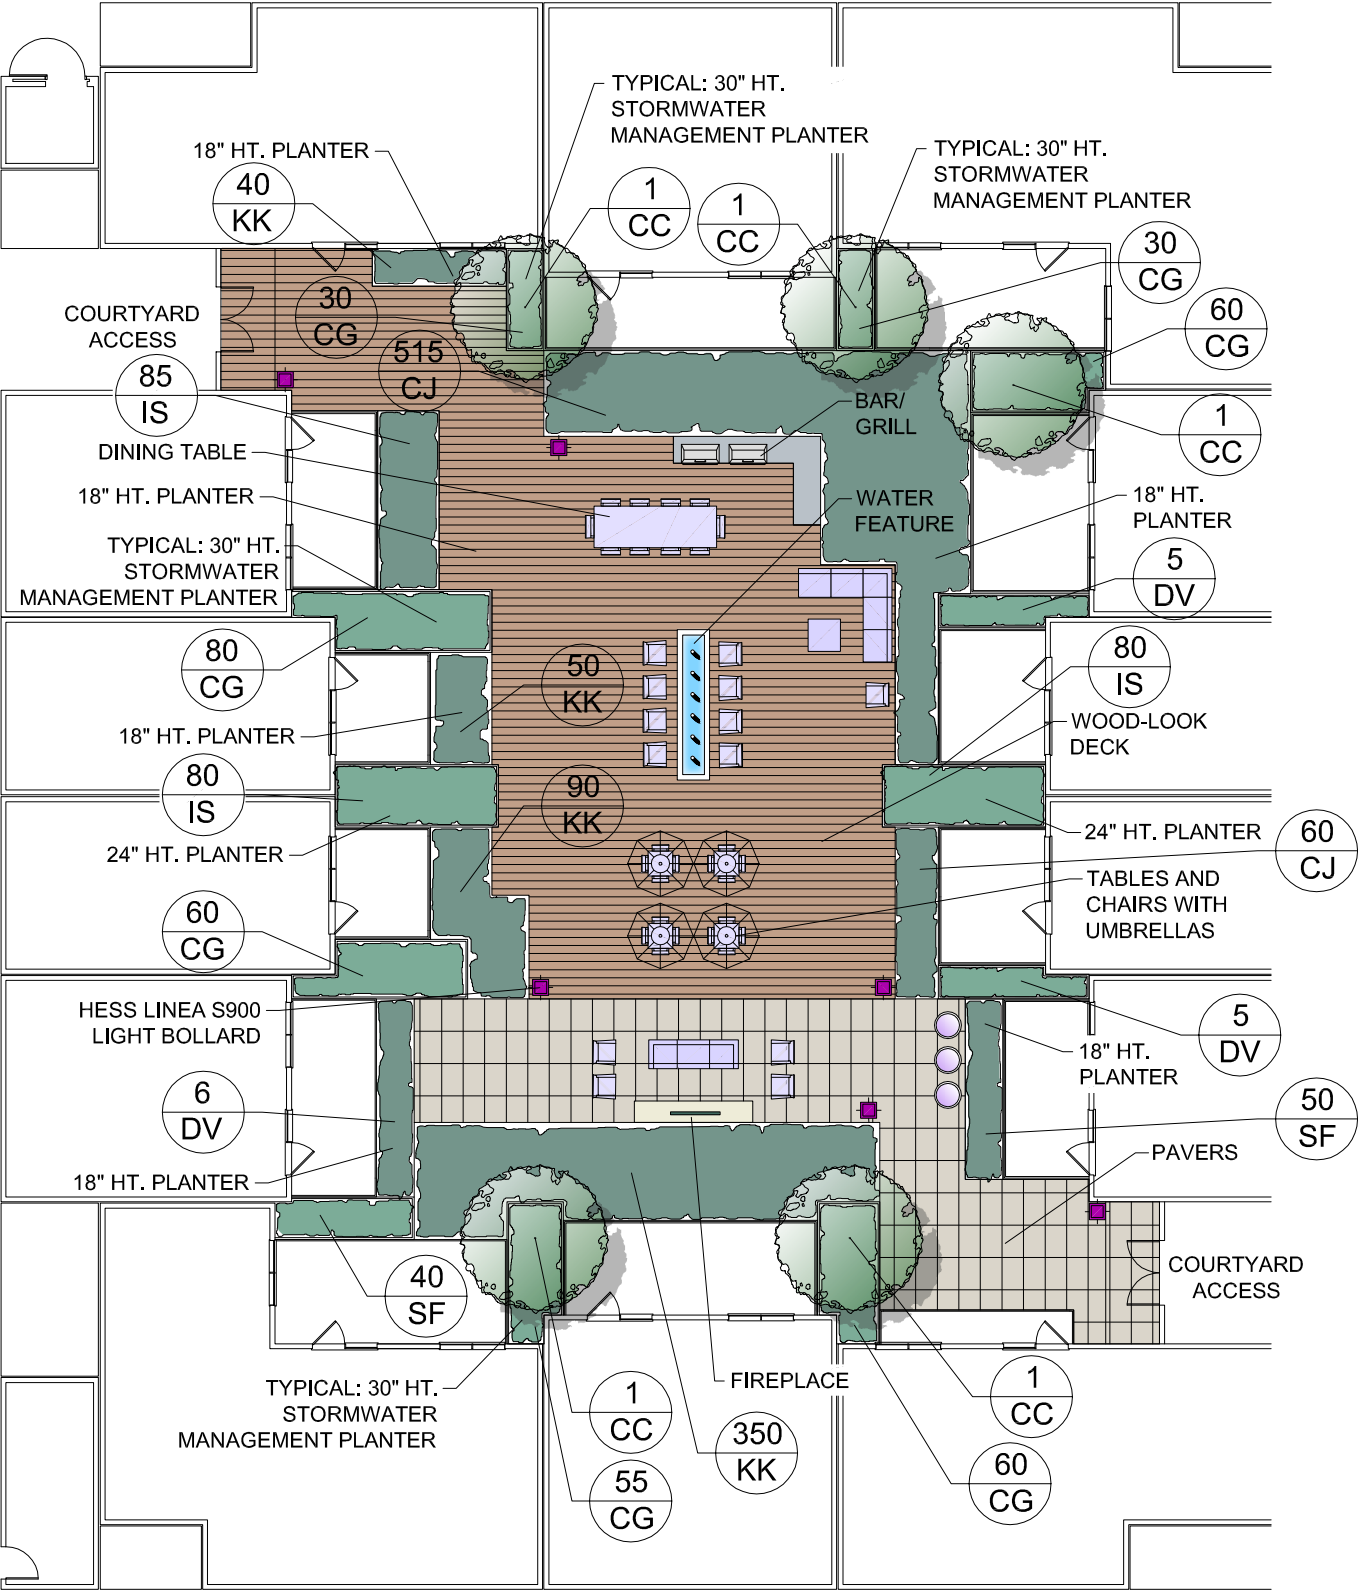 TYPICAL: 30" HT.
STORMWATER
MANAGEMENT PLANTER
18" HT. PLANTER
TYPICAL: 30" HT.
STORMWATER
MANAGEMENT PLANTER
40
KK
1
CC
1
CC
30
CG
COURTYARD
ACCESS
30
CG
60
CG
515
CJ
85
IS
BAR/
GRILL
1
CC
DINING TABLE
18" HT. PLANTER
WATER
FEATURE
18" HT.
PLANTER
TYPICAL: 30" HT.
STORMWATER
MANAGEMENT PLANTER
5
DV
80
CG
50
KK
80
IS
18" HT. PLANTER
WOOD-LOOK
DECK
80
IS
90
KK
24" HT. PLANTER
24" HT. PLANTER
60
CJ
60
CG
TABLES AND
CHAIRS WITH
UMBRELLAS
HESS LINEA S900
LIGHT BOLLARD
5
DV
18" HT.
PLANTER
6
DV
50
SF
18" HT. PLANTER
PAVERS
40
SF
COURTYARD
ACCESS
TYPICAL: 30" HT.
STORMWATER
MANAGEMENT PLANTER
FIREPLACE
1
CC
1
CC
350
KK
55
CG
60
CG